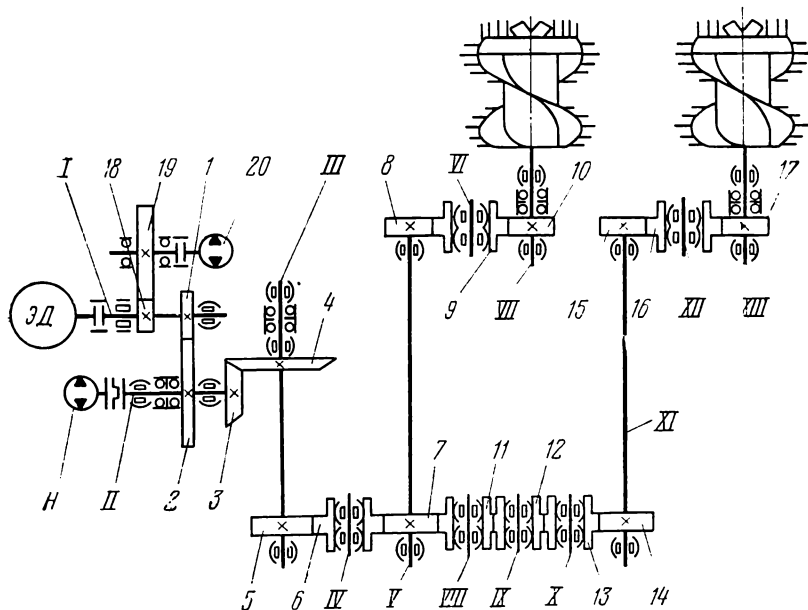 I 18 19 1 20 III
8 VI 10 17
4
ЭД
9 VII 15 16 XII XIII
11 12 XI
7
Н II 2 3
5 6 IV V VIII IX X 13 14